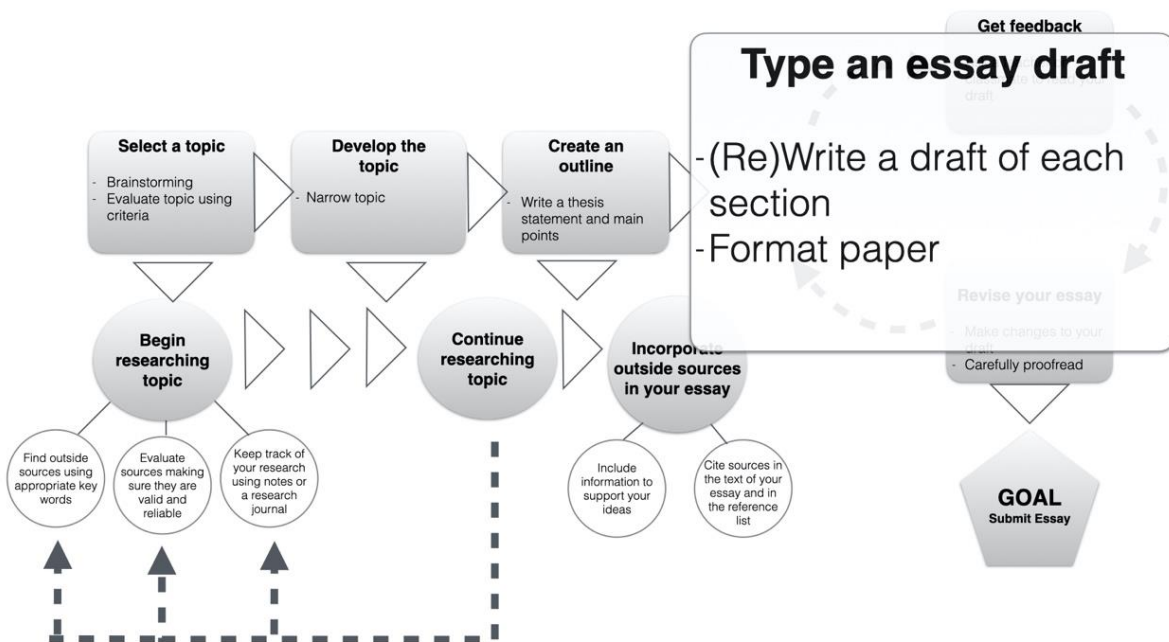 Get feedback
Type an essay draft
draft.
-(Re)Write a draft of each
section
-Format paper
Select a topic
- Brainstorming
- Evaluate topic using
criteria
Develop the
topic
- Narrow topic
Create an
outline
- Write a thesis
statement and main
points
Revise your essay
- Make changes to your
draft
- Carefully proofread
Begin
researching
topic
Continue
researching
topic
Incorporate
outside sources
in your essay
Find outside
sources using
appropriate key
words
Evaluate
sources making
sure they are
valid and
reliable
Keep track of
your research
using notes or
a research
journal
Include
information to
support your
ideas
Cite sources in
the text of your
essay and in
the reference
list
GOAL
Submit Essay